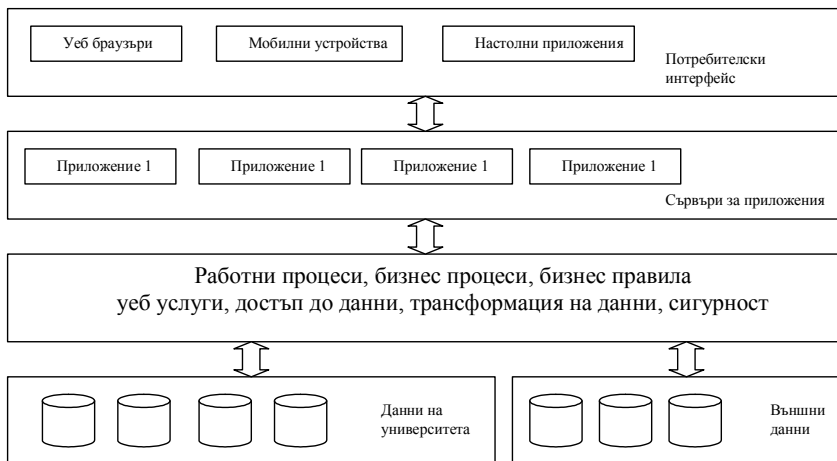 Уеб браузъри
Мобилни устройства
Настолни приложения
Потребителски
интерфейс
Приложение 1
Приложение 1
Приложение 1
Приложение 1
Сървъри за приложения
Работни процеси, бизнес процеси, бизнес правила
уеб услуги, достъп до данни, трансформация на данни, сигурност
Данни на
университета
Външни
данни